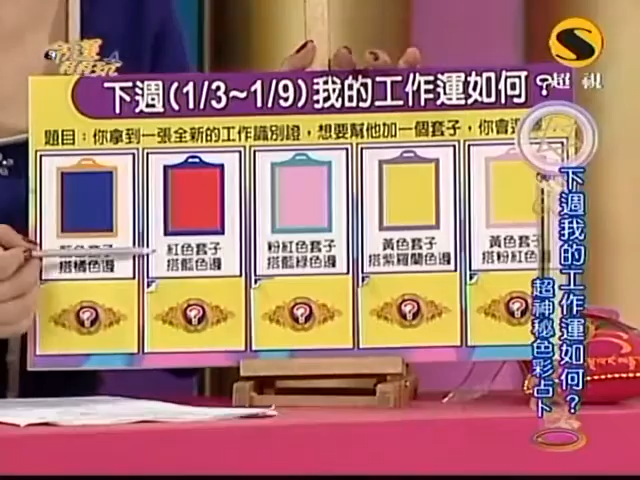 下週(1/3~1/9)我的工作運如何?
超視
題目:你拿到一張全新的工作識別證,想要幫他加一個套子,你會選
藍色套子
搭橘色邊
紅色套子
搭藍色邊
粉紅色套子
搭藍綠色邊
黃色套子
搭紫羅蘭色邊
黃色套子
搭粉紅色邊
?
?
?
?
?
下週我的工作運如何?
超神秘色彩占卜